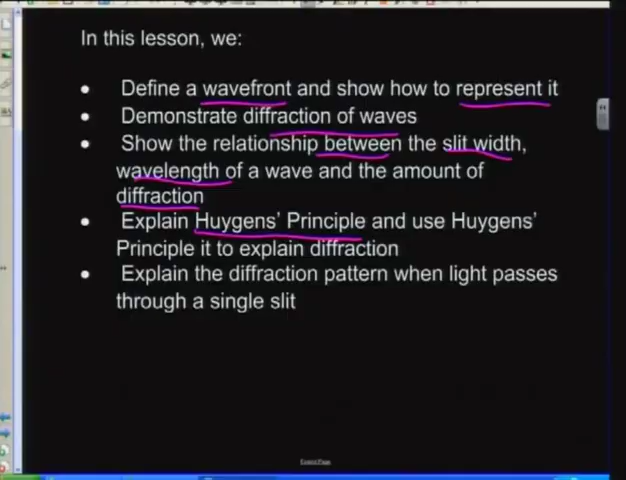 In this lesson, we:
• Define a wavefront and show how to represent it
• Demonstrate diffraction of waves
• Show the relationship between the slit width,
wavelength of a wave and the amount of
diffraction
• Explain Huygens' Principle and use Huygens'
Principle it to explain diffraction
• Explain the diffraction pattern when light passes
through a single slit